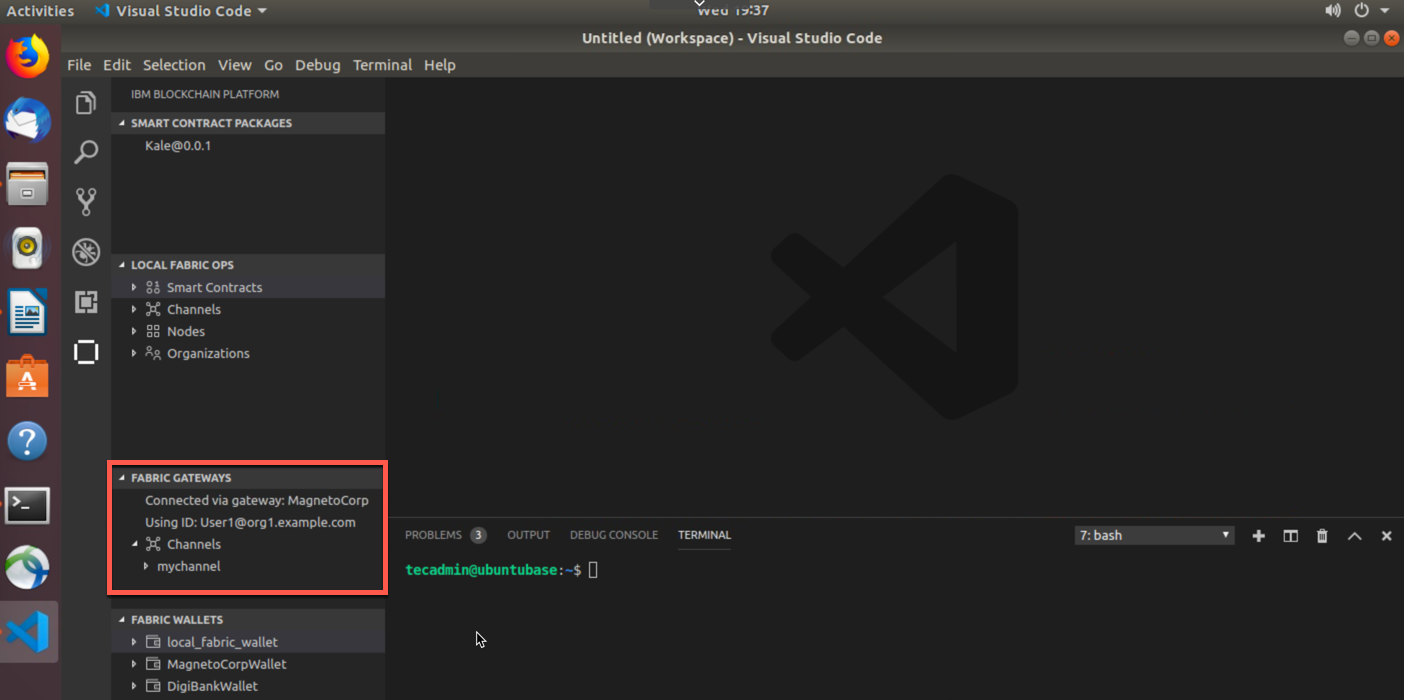 Activities Visual Studio Code Wed 19:37
Untitled (Workspace) - Visual Studio Code
File Edit Selection View Go Debug Terminal Help
IBM BLOCKCHAIN PLATFORM
SMART CONTRACT PACKAGES
Kale@0.0.1
LOCAL FABRIC OPS
Smart Contracts
Channels
Nodes
Organizations
FABRIC GATEWAYS
Connected via gateway: MagnetoCorp
Using ID: User1@org1.example.com
Channels
mychannel
FABRIC WALLETS
local_fabric_wallet
MagnetoCorpWallet
DigiBankWallet
PROBLEMS 3 OUTPUT DEBUG CONSOLE TERMINAL 7: bash
tecadmin@ubuntubase:~$